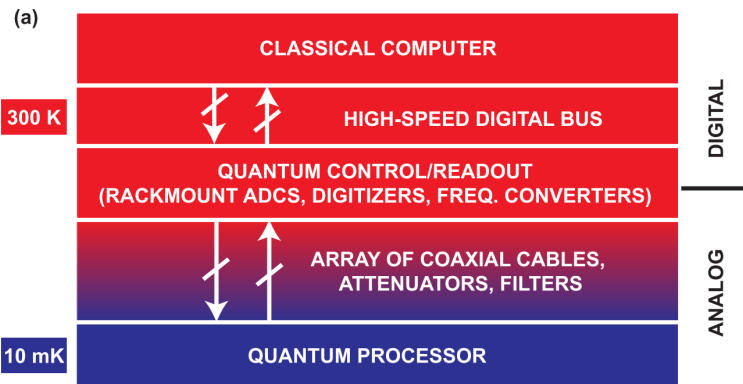 (a)
CLASSICAL COMPUTER
300 K
HIGH-SPEED DIGITAL BUS
DIGITAL
QUANTUM CONTROL/READOUT
(RACKMOUNT ADCS, DIGITIZERS, FREQ. CONVERTERS)
ARRAY OF COAXIAL CABLES,
ATTENUATORS, FILTERS
ANALOG
10 mK
QUANTUM PROCESSOR